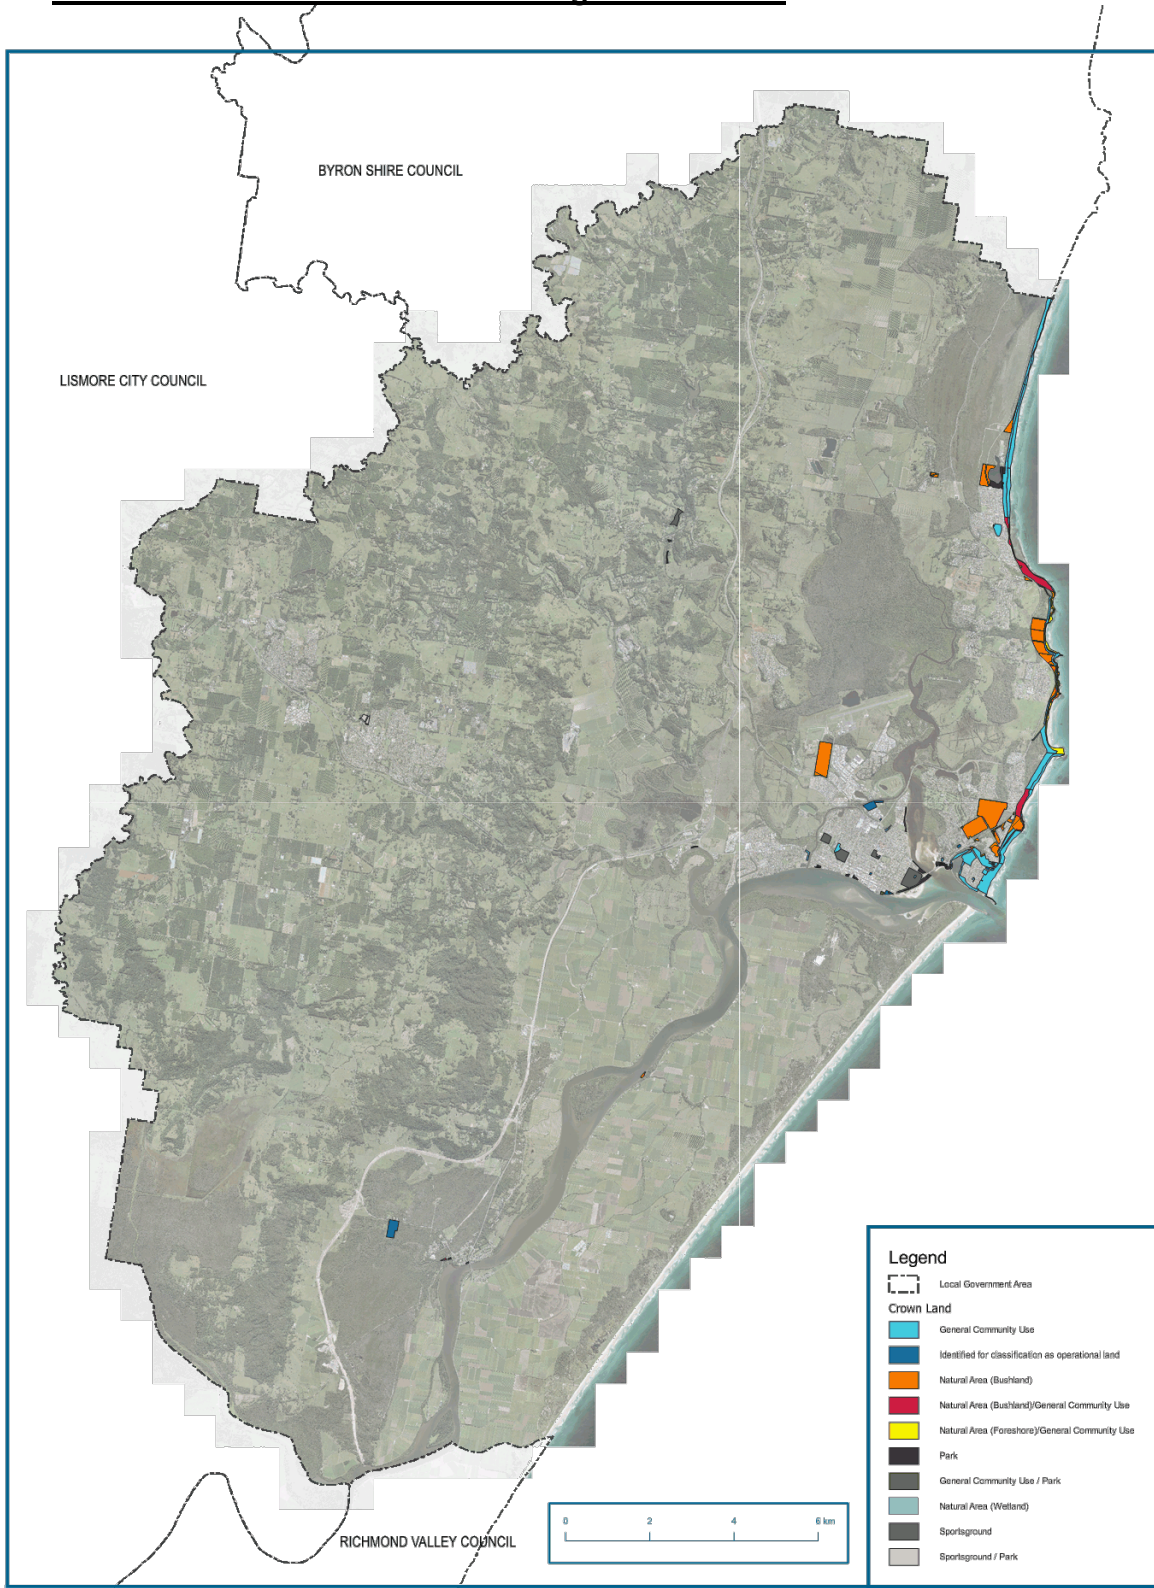 BYRON SHIRE COUNCIL
LISMORE CITY COUNCIL
RICHMOND VALLEY COUNCIL
0 2 4 6 km
Legend
Local Government Area
Crown Land
General Community Use
Identified for classification as operational land
Natural Area (Bushland)
Natural Area (Bushland)/General Community Use
Natural Area (Foreshore)/General Community Use
Park
General Community Use / Park
Natural Area (Wetland)
Sportsground
Sportsground / Park